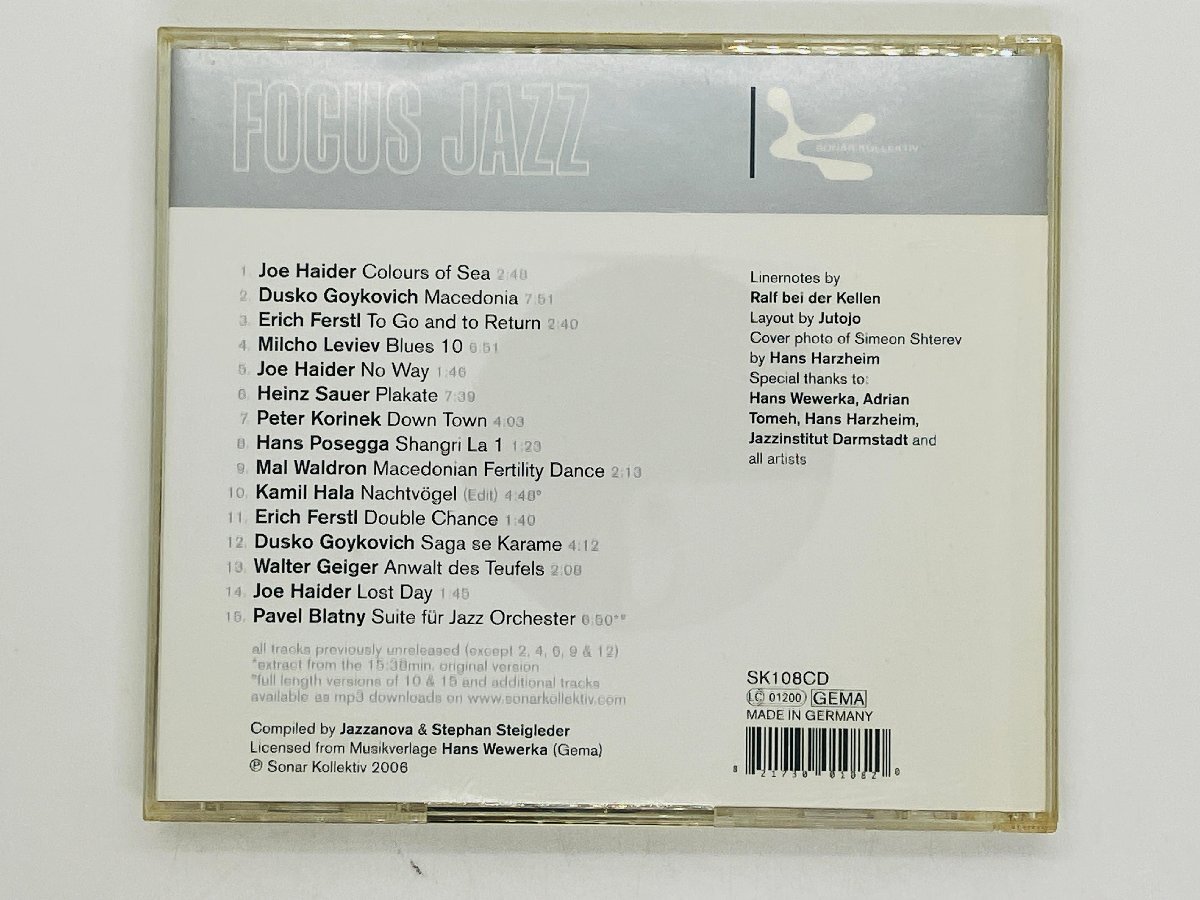 FOCUS JAZZ
SONAR KOLLEKTIV
1. Joe Haider Colours of Sea 2:48
2. Dusko Goykovich Macedonia 7:51
3. Erich Ferstl To Go and to Return 2:40
4. Milcho Leviev Blues 10 6:51
5. Joe Haider No Way 1:46
6. Heinz Sauer Plakate 7:39
7. Peter Korinek Down Town 4:03
8. Hans Posegga Shangri La 1 1:23
9. Mal Waldron Macedonian Fertility Dance 2:13
10. Kamil Hala Nachtvögel (Edit) 4:48*
11. Erich Ferstl Double Chance 1:40
12. Dusko Goykovich Saga se Karame 4:12
13. Walter Geiger Anwalt des Teufels 2:08
14. Joe Haider Lost Day 1:45
15. Pavel Blatny Suite für Jazz Orchester 6:50**
all tracks previously unreleased (except 2, 4, 6, 9 & 12)
*extract from the 15:38min. original version
*full length versions of 10 & 15 and additional tracks
available as mp3 downloads on www.sonarkollektiv.com
Compiled by Jazzanova & Stephan Steigleder
Licensed from Musikverlage Hans Wewerka (Gema)
℗ Sonar Kollektiv 2006
Linernotes by
Ralf bei der Kellen
Layout by Jutojo
Cover photo of Simeon Shterev
by Hans Harzheim
Special thanks to:
Hans Wewerka, Adrian
Tomeh, Hans Harzheim,
Jazzinstitut Darmstadt and
all artists
SK108CD
LC 01200 GEMA
MADE IN GERMANY
8 21730 01082 0